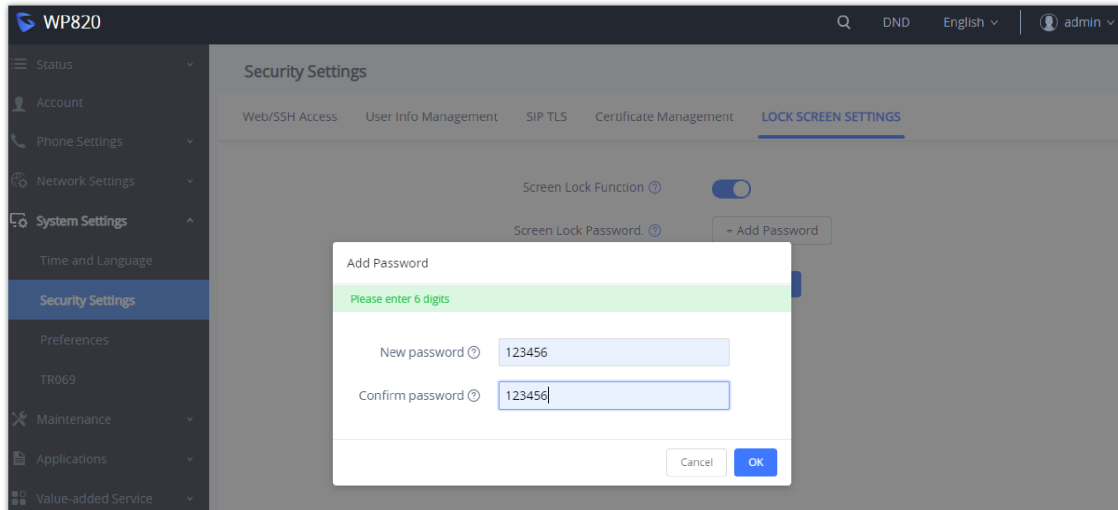 WP820
DND
English
admin
Status
Account
Phone Settings
Network Settings
System Settings
Time and Language
Security Settings
Preferences
TR069
Maintenance
Applications
Value-added Service
Security Settings
Web/SSH Access
User Info Management
SIP TLS
Certificate Management
LOCK SCREEN SETTINGS
Screen Lock Function
Screen Lock Password.
+ Add Password
Add Password
Please enter 6 digits
New password
123456
Confirm password
123456
Cancel
OK